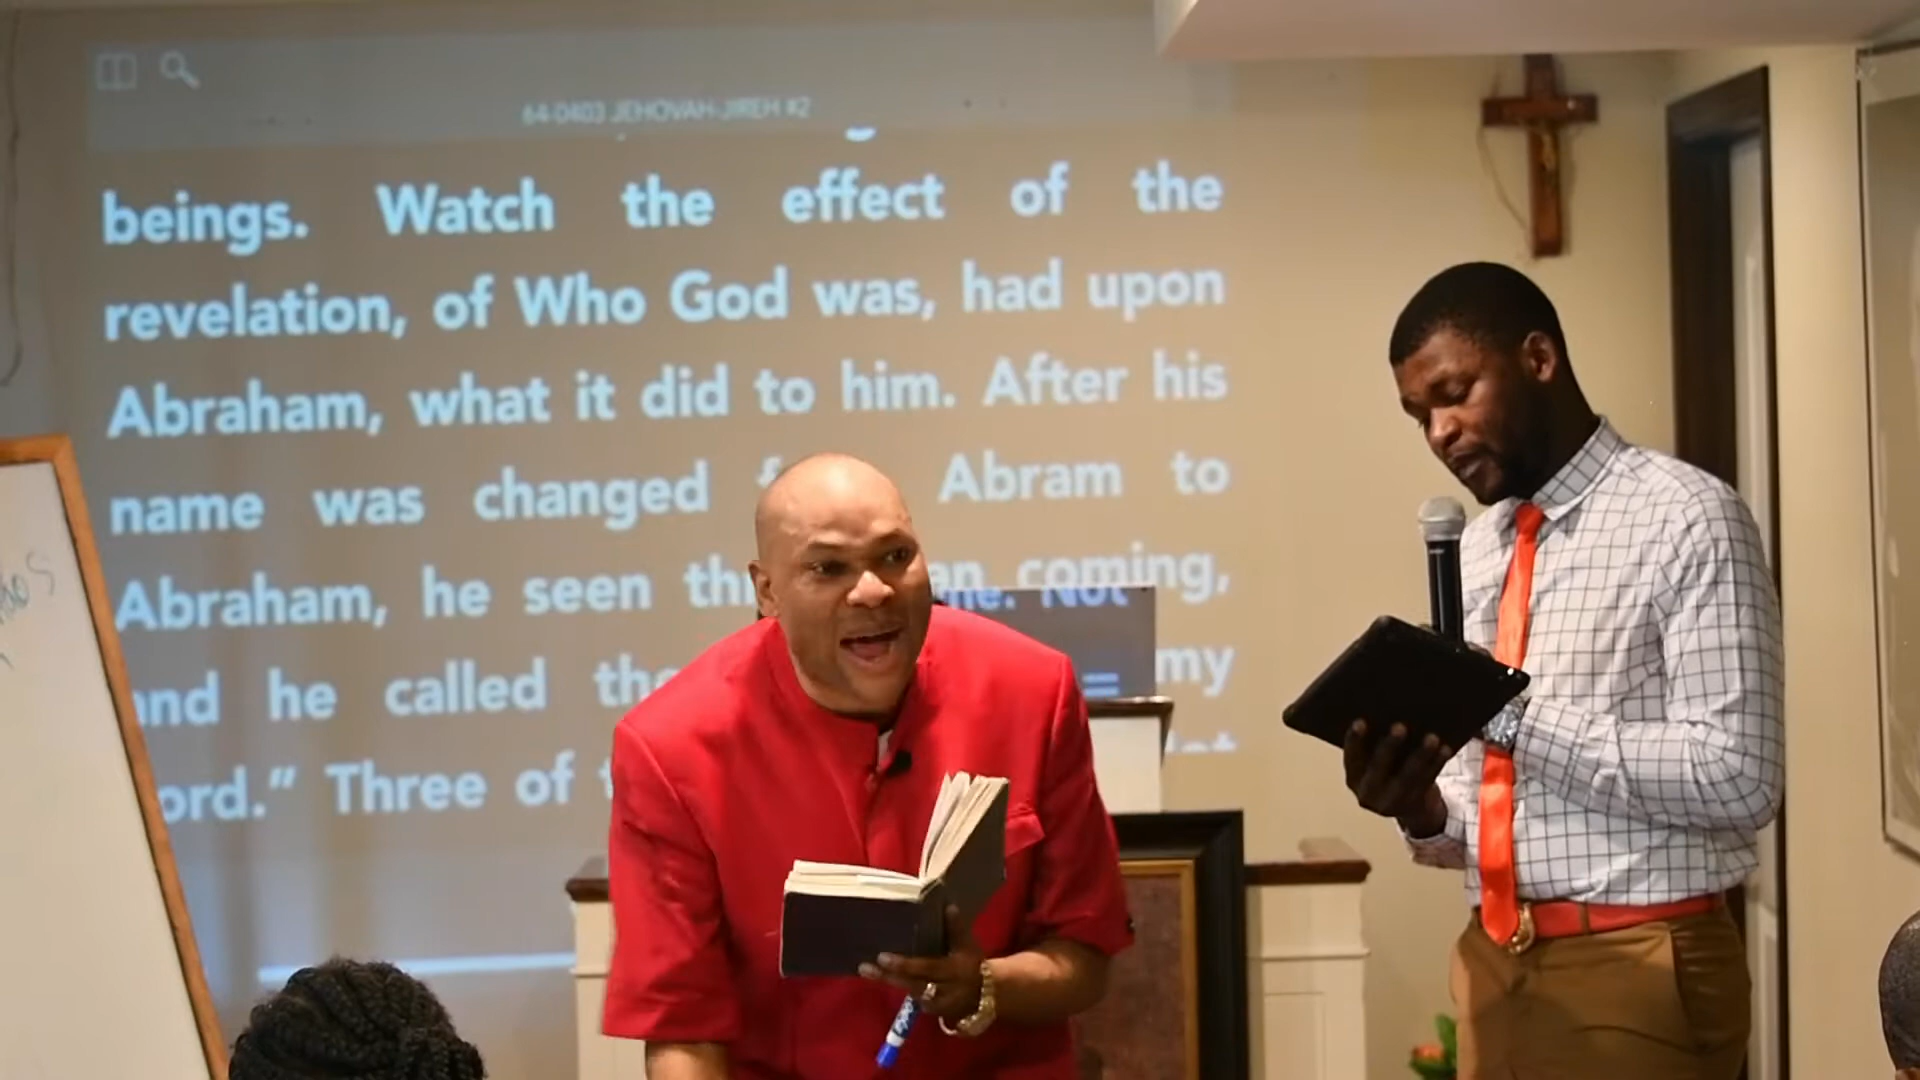 64-0403 JEHOVAH-JIREH #2
beings. Watch the effect of the
revelation, of Who God was, had upon
Abraham, what it did to him. After his
name was changed Abram to
Abraham, he seen coming,
and he called my
Three of
me. Not